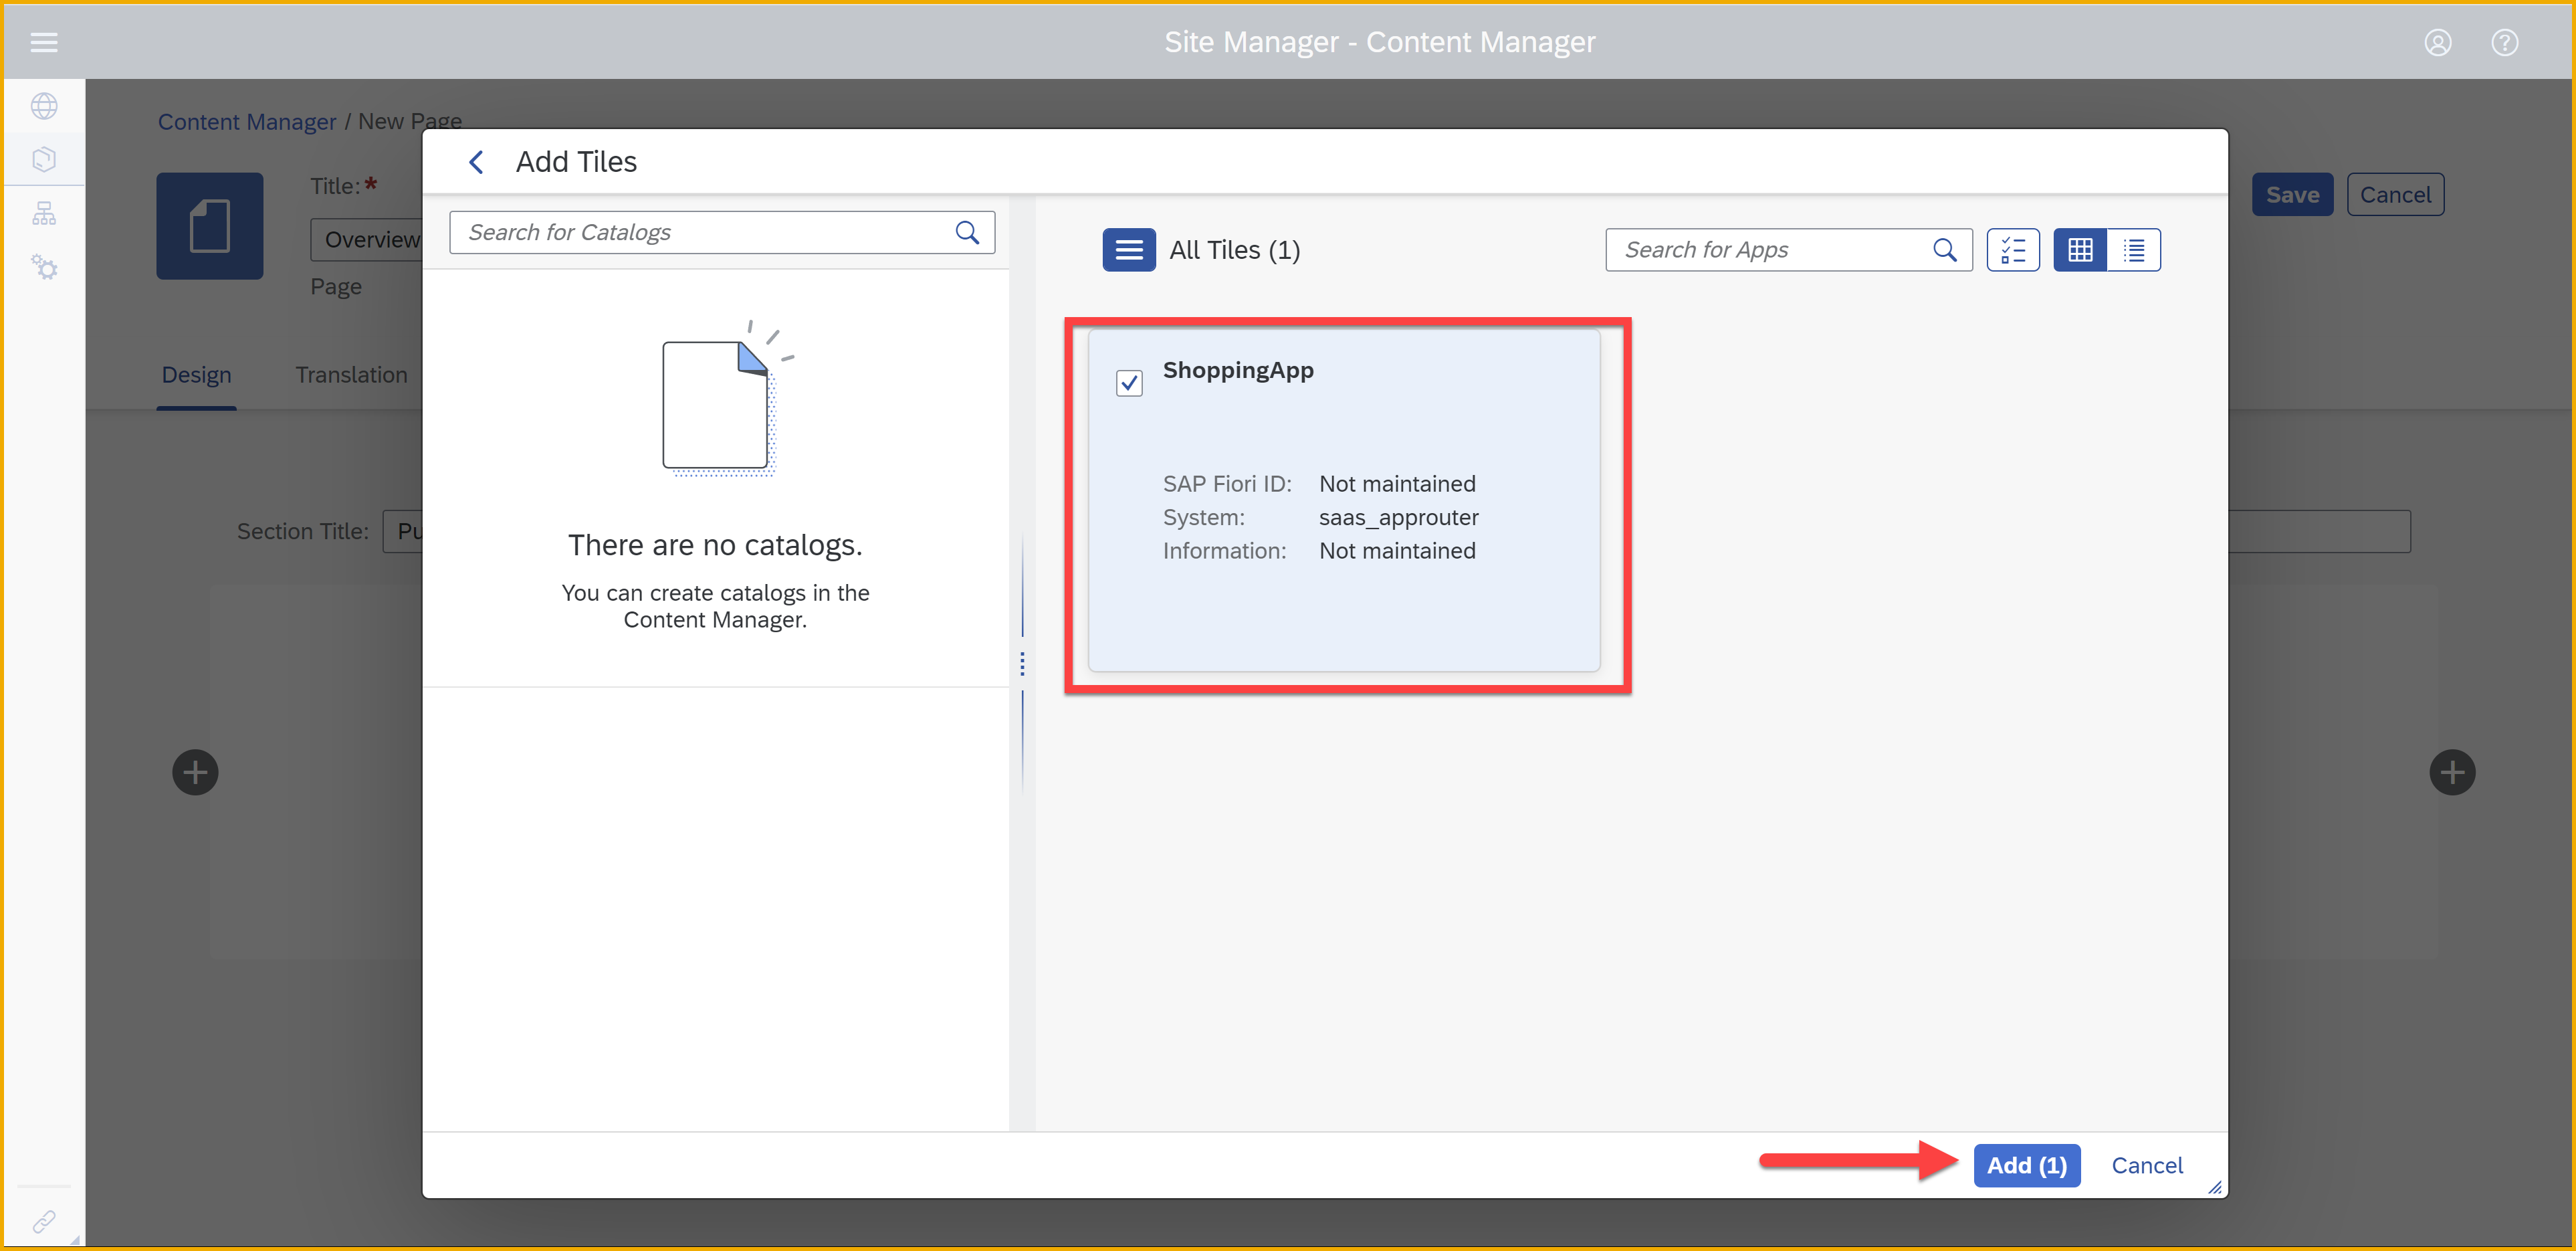 Site Manager - Content Manager
Content Manager / New Page
Title:*
Overview
Page
Save
Cancel
Design
Translation
Section Title:
Pu
Add Tiles
Search for Catalogs
There are no catalogs.
You can create catalogs in the
Content Manager.
All Tiles (1)
Search for Apps
ShoppingApp
SAP Fiori ID: Not maintained
System: saas_approuter
Information: Not maintained
Add (1)
Cancel